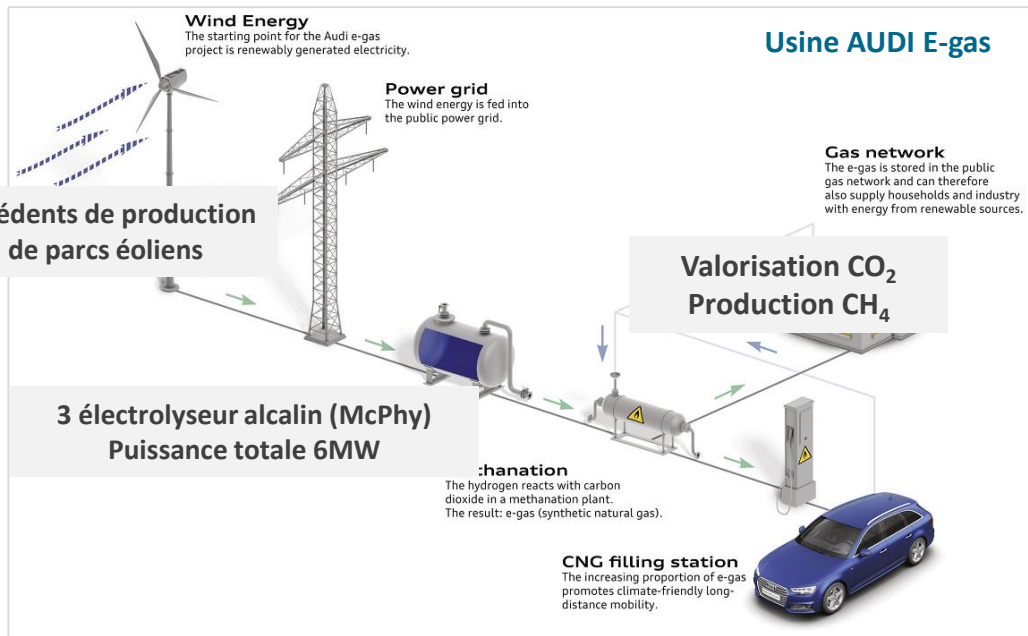 Wind Energy
The starting point for the Audi e-gas
project is renewably generated electricity.
Usine AUDI E-gas
Power grid
The wind energy is fed into
the public power grid.
Gas network
The e-gas is stored in the public
gas network and can therefore
also supply households and industry
with energy from renewable sources.
édents de production
de parcs éoliens
Valorisation CO₂
Production CH₄
3 électrolyseur alcalin (McPhy)
Puissance totale 6MW
thanation
The hydrogen reacts with carbon
dioxide in a methanation plant.
The result: e-gas (synthetic natural gas).
CNG filling station
The increasing proportion of e-gas
promotes climate-friendly long-
distance mobility.